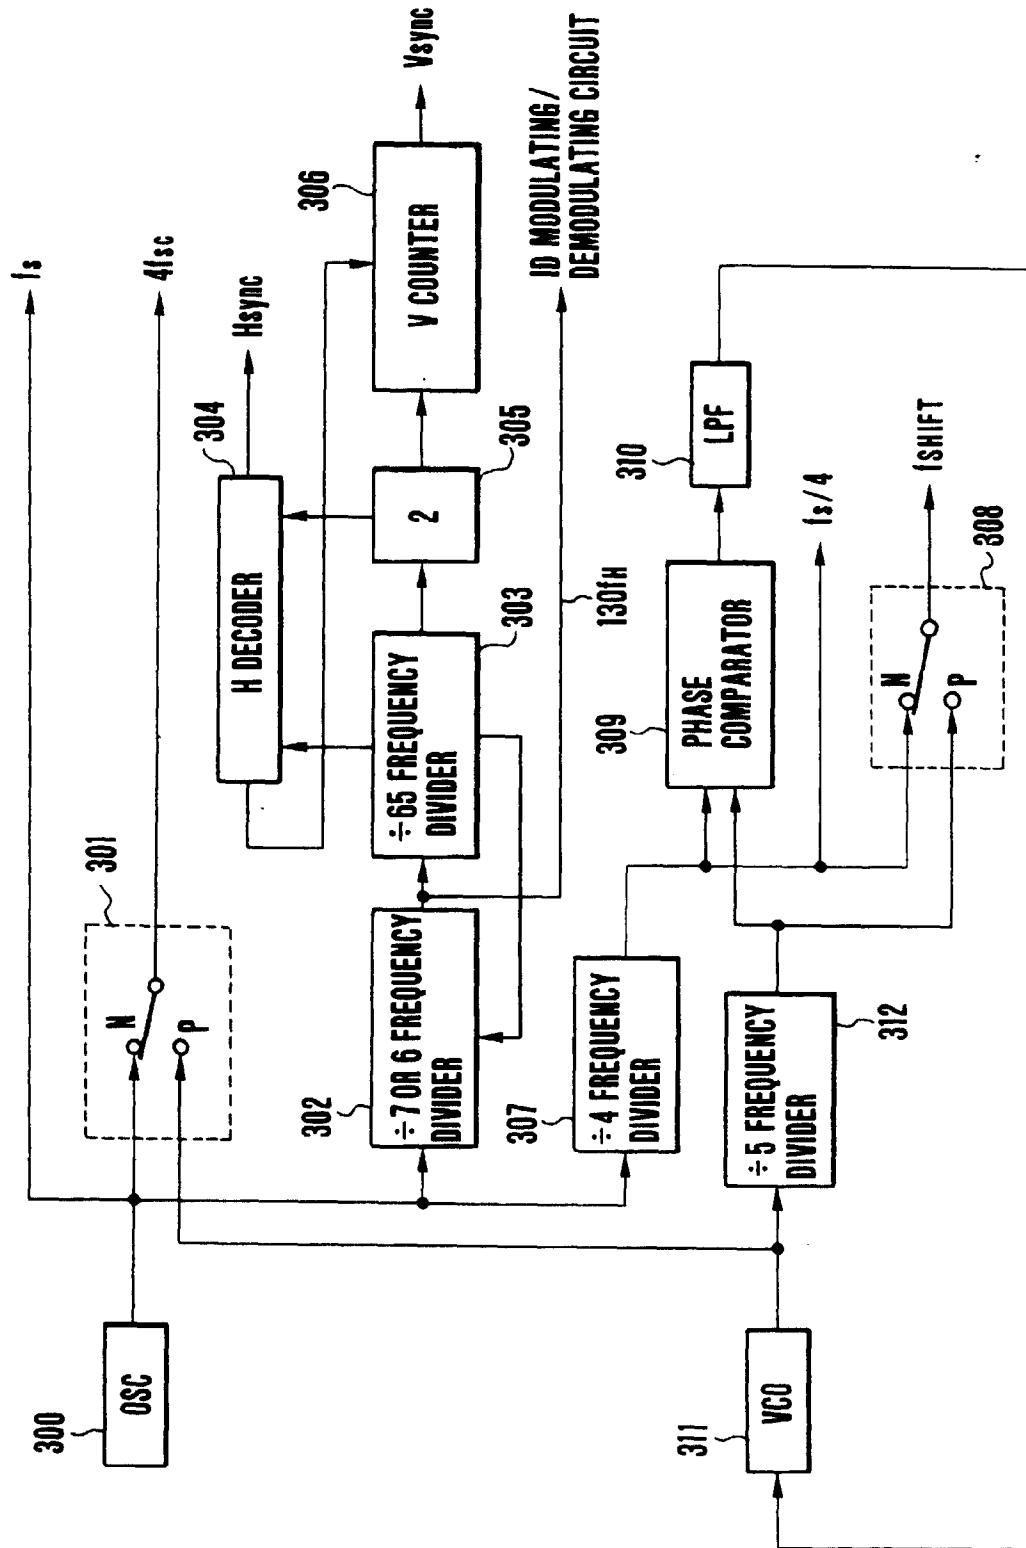 fs
4fsc
301
N
P
300
OSC
304
Hsync
H DECODER
306
Vsync
V COUNTER
302
÷7 OR 6 FREQUENCY
DIVIDER
303
÷65 FREQUENCY
DIVIDER
305
2
130fH
ID MODULATING/
DEMODULATING CIRCUIT
307
÷4 FREQUENCY
DIVIDER
309
PHASE
COMPARATOR
310
LPF
fs/4
fSHIFT
308
N
P
311
VCO
312
÷5 FREQUENCY
DIVIDER